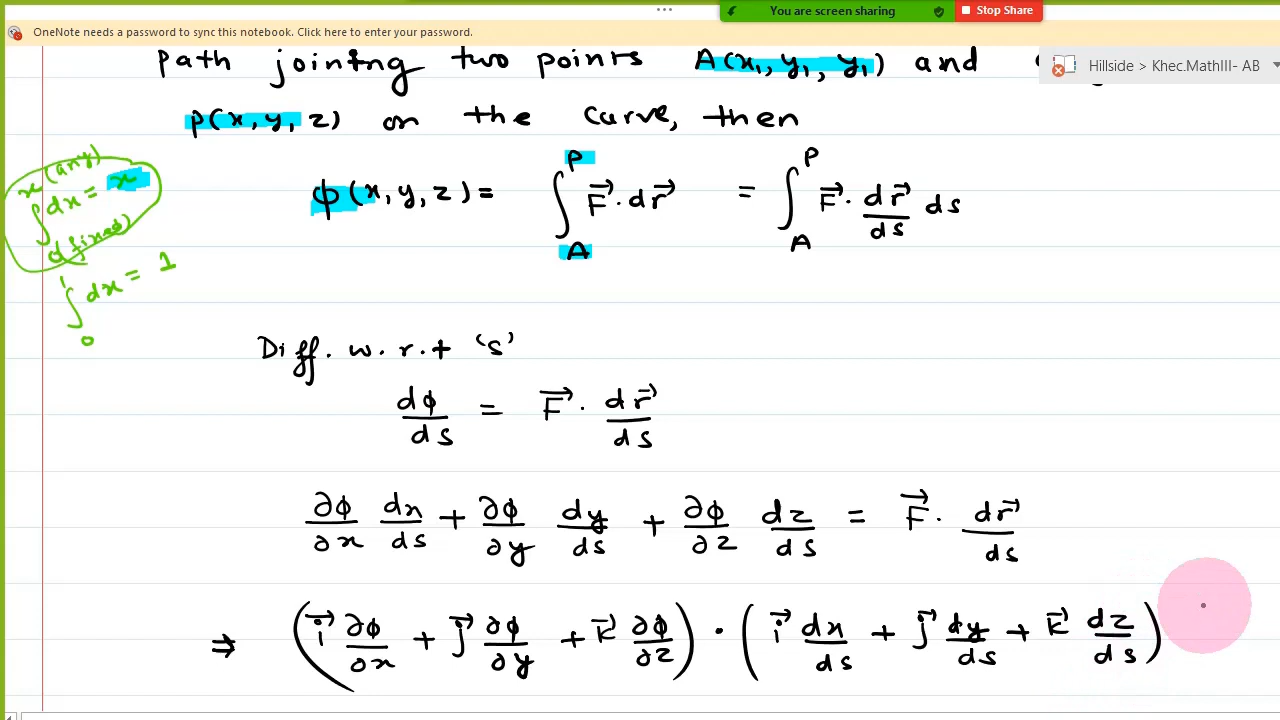 You are screen sharing Stop Share
OneNote needs a password to sync this notebook. Click here to enter your password.
Hillside > Khec.MathIII- AB
Path joining two points A(x₁, y₁, y₁) and
P(x, y, z) on the curve, then
x (any)
∫ dx = x
0 (fixed)
1
∫ dx = 1
0
ϕ(x, y, z) = ∫_A^P F⃗ · dr⃗ = ∫_A^P F⃗ · dr⃗/ds ds
Diff. w.r.t 's'
dϕ/ds = F⃗ · dr⃗/ds
∂ϕ/∂x dx/ds + ∂ϕ/∂y dy/ds + ∂ϕ/∂z dz/ds = F⃗ · dr⃗/ds
⇒ (i⃗ ∂ϕ/∂x + j⃗ ∂ϕ/∂y + k⃗ ∂ϕ/∂z) · (i⃗ dx/ds + j⃗ dy/ds + k⃗ dz/ds)